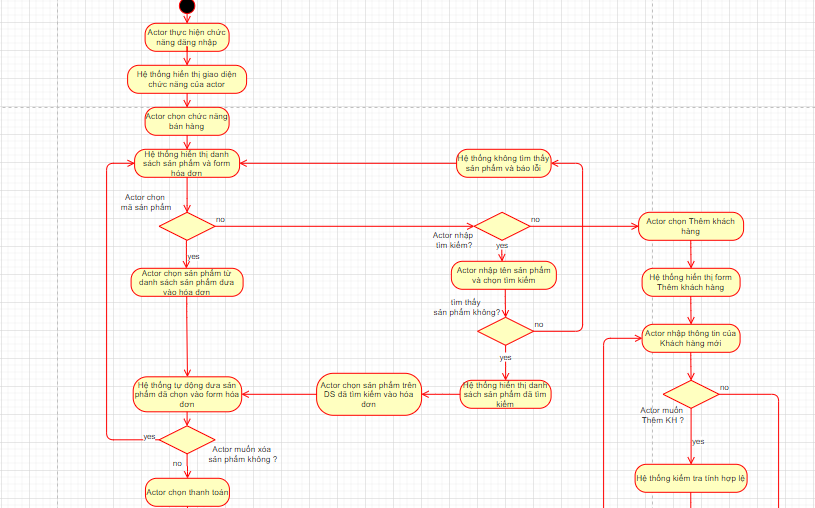 Actor thực hiện chức
năng đăng nhập
Hệ thống hiển thị giao diện
chức năng của actor
Actor chọn chức năng
bán hàng
Hệ thống hiển thị danh
sách sản phẩm và form
hóa đơn
Hệ thống không tìm thấy
sản phẩm và báo lỗi
Actor chọn
mã sản phẩm
no
Actor nhập
tìm kiếm?
no
yes
Actor chọn Thêm khách
hàng
yes
Actor chọn sản phẩm từ
danh sách sản phẩm đưa
vào hóa đơn
Actor nhập tên sản phẩm
và chọn tìm kiếm
Hệ thống hiển thị form
Thêm khách hàng
tìm thấy
sản phẩm không?
no
yes
Actor nhập thông tin của
Khách hàng mới
Hệ thống tự động đưa sản
phẩm đã chọn vào form hóa
đơn
Actor chọn sản phẩm trên
DS đã tìm kiếm vào hóa
đơn
Hệ thống hiển thị danh
sách sản phẩm đã tìm
kiếm
no
Actor muốn
Thêm KH ?
yes
yes
Actor muốn xóa
sản phẩm không ?
no
Actor chọn thanh toán
Hệ thống kiểm tra tính hợp lệ